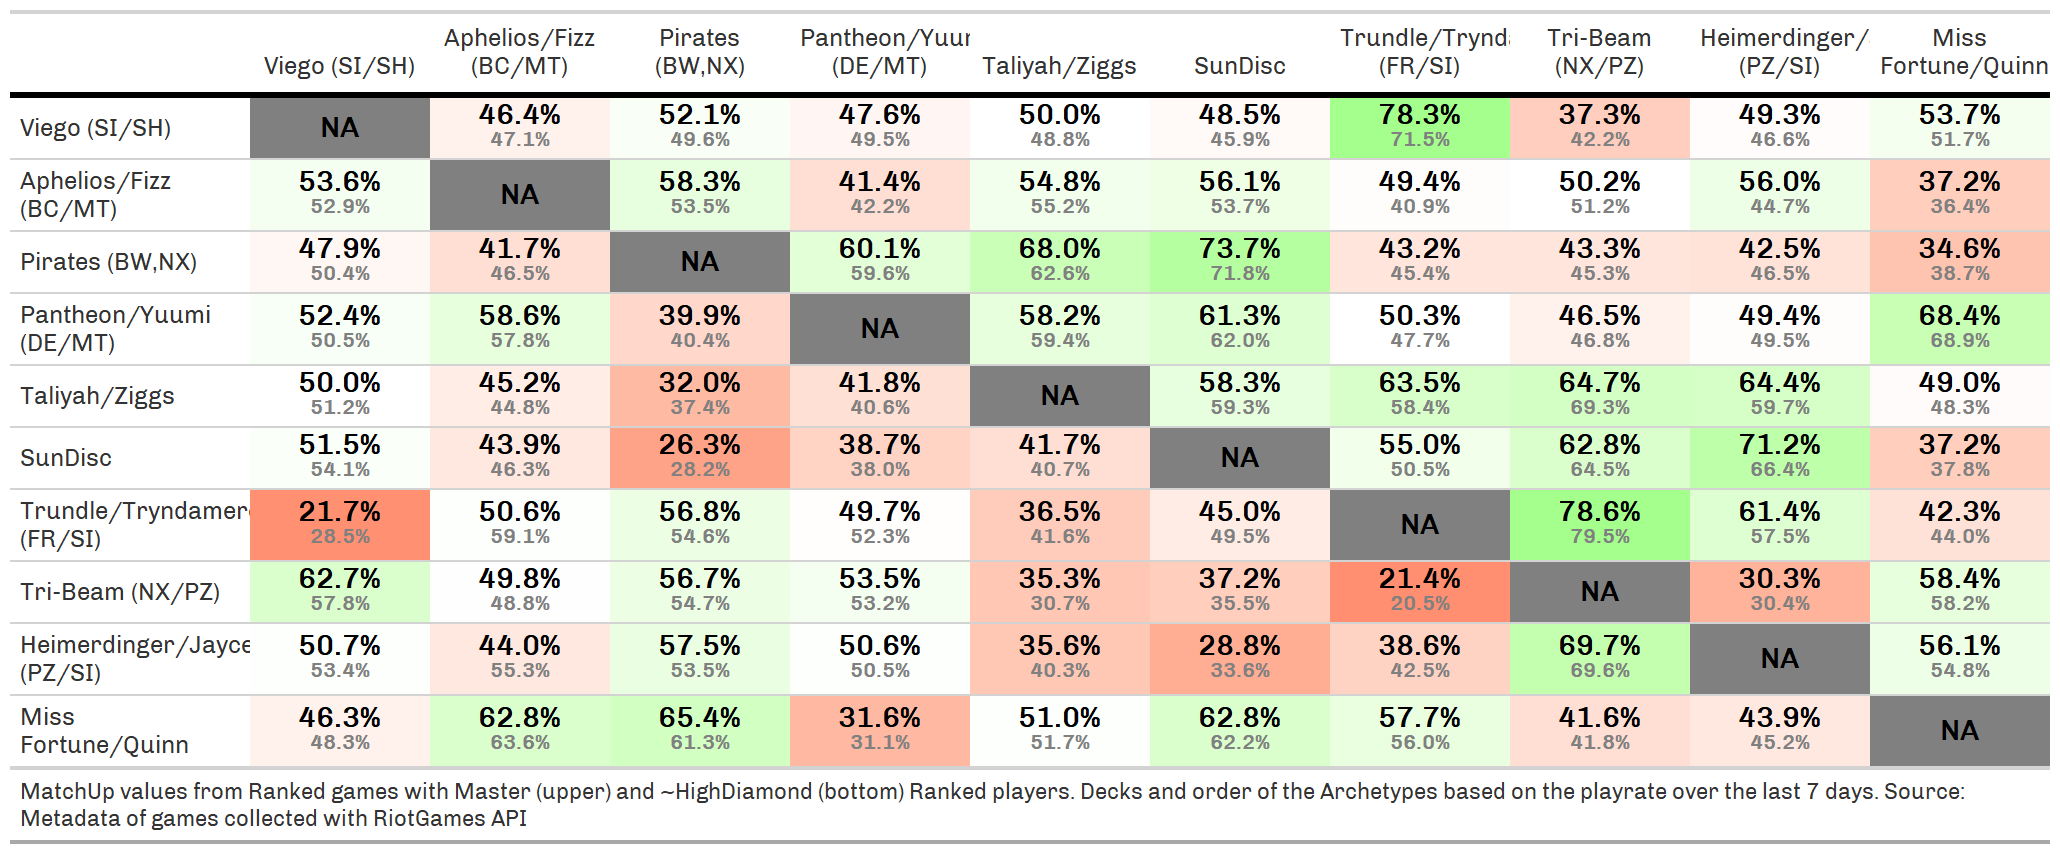 Aphelios/Fizz Pirates Pantheon/Yuur Trundle/Trynd Tri-Beam Heimerdinger/ Miss
Viego (SI/SH) (BC/MT) (BW,NX) (DE/MT) Taliyah/Ziggs SunDisc (FR/SI) (NX/PZ) (PZ/SI) Fortune/Quinn
Viego (SI/SH) NA 46.4% 52.1% 47.6% 50.0% 48.5% 78.3% 37.3% 49.3% 53.7%
47.1% 49.6% 49.5% 48.8% 45.9% 71.5% 42.2% 46.6% 51.7%
Aphelios/Fizz 53.6% NA 58.3% 41.4% 54.8% 56.1% 49.4% 50.2% 56.0% 37.2%
(BC/MT) 52.9% 53.5% 42.2% 55.2% 53.7% 40.9% 51.2% 44.7% 36.4%
Pirates (BW,NX) 47.9% 41.7% NA 60.1% 68.0% 73.7% 43.2% 43.3% 42.5% 34.6%
50.4% 46.5% 59.6% 62.6% 71.8% 45.4% 45.3% 46.5% 38.7%
Pantheon/Yuumi 52.4% 58.6% 39.9% NA 58.2% 61.3% 50.3% 46.5% 49.4% 68.4%
(DE/MT) 50.5% 57.8% 40.4% 59.4% 62.0% 47.7% 46.8% 49.5% 68.9%
Taliyah/Ziggs 50.0% 45.2% 32.0% 41.8% NA 58.3% 63.5% 64.7% 64.4% 49.0%
51.2% 44.8% 37.4% 40.6% 59.3% 58.4% 69.3% 59.7% 48.3%
SunDisc 51.5% 43.9% 26.3% 38.7% 41.7% NA 55.0% 62.8% 71.2% 37.2%
54.1% 46.3% 28.2% 38.0% 40.7% 50.5% 64.5% 66.4% 37.8%
Trundle/Tryndamere 21.7% 50.6% 56.8% 49.7% 36.5% 45.0% NA 78.6% 61.4% 42.3%
(FR/SI) 28.5% 59.1% 54.6% 52.3% 41.6% 49.5% 79.5% 57.5% 44.0%
Tri-Beam (NX/PZ) 62.7% 49.8% 56.7% 53.5% 35.3% 37.2% 21.4% NA 30.3% 58.4%
57.8% 48.8% 54.7% 53.2% 30.7% 35.5% 20.5% 30.4% 58.2%
Heimerdinger/Jayce 50.7% 44.0% 57.5% 50.6% 35.6% 28.8% 38.6% 69.7% NA 56.1%
(PZ/SI) 53.4% 55.3% 53.5% 50.5% 40.3% 33.6% 42.5% 69.6% 54.8%
Miss 46.3% 62.8% 65.4% 31.6% 51.0% 62.8% 57.7% 41.6% 43.9% NA
Fortune/Quinn 48.3% 63.6% 61.3% 31.1% 51.7% 62.2% 56.0% 41.8% 45.2%
MatchUp values from Ranked games with Master (upper) and ~HighDiamond (bottom) Ranked players. Decks and order of the Archetypes based on the playrate over the last 7 days. Source:
Metadata of games collected with RiotGames API